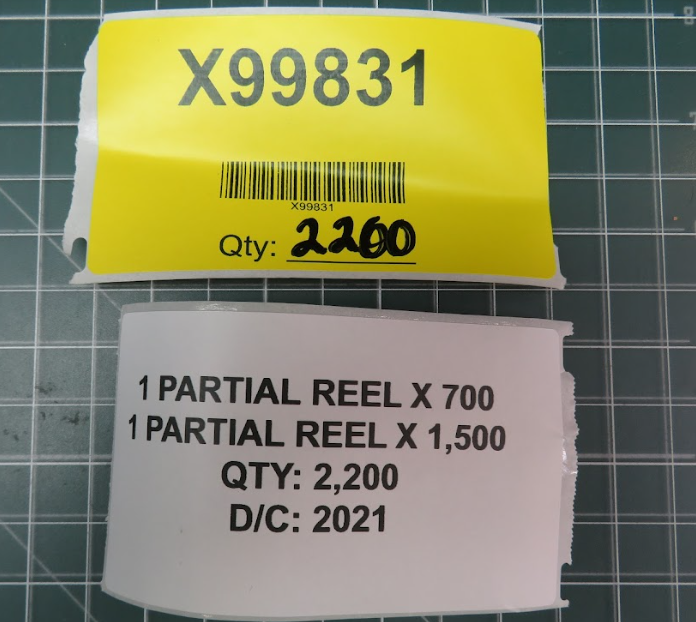 X99831
X99831
Qty: 2200
1 PARTIAL REEL X 700
1 PARTIAL REEL X 1,500
QTY: 2,200
D/C: 2021